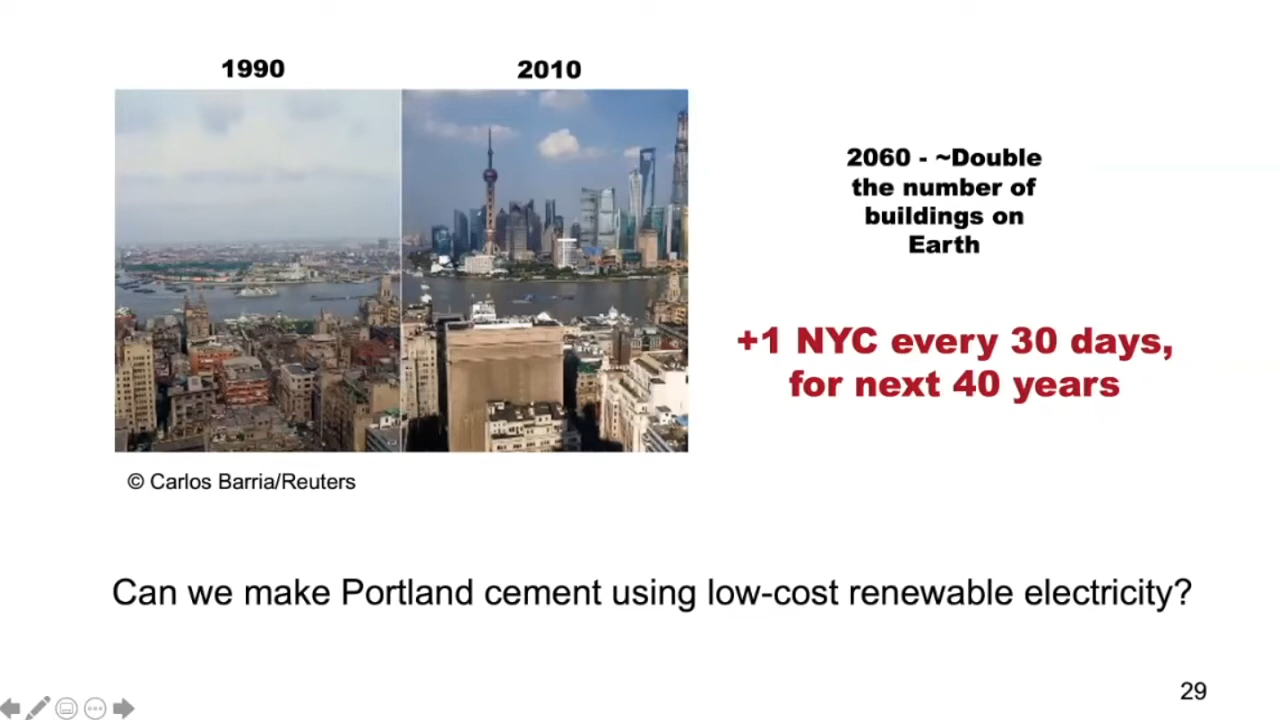 1990
2010
2060 - ~Double
the number of
buildings on
Earth
+1 NYC every 30 days,
for next 40 years
© Carlos Barria/Reuters
Can we make Portland cement using low-cost renewable electricity?
29